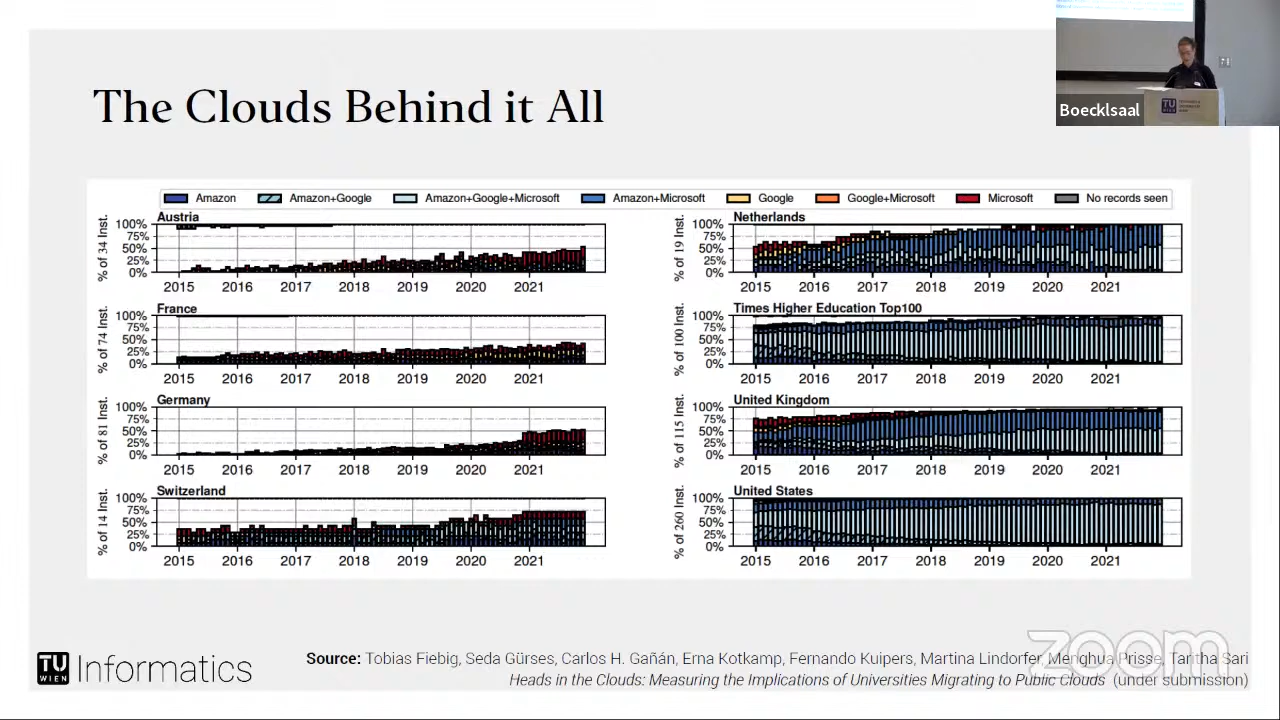 The Clouds Behind it All
Boecklsaal
Amazon Amazon+Google Amazon+Google+Microsoft Amazon+Microsoft Google Google+Microsoft Microsoft No records seen
Austria
% of 34 Inst.
100%
75%
50%
25%
0%
2015 2016 2017 2018 2019 2020 2021
France
% of 74 Inst.
100%
75%
50%
25%
0%
2015 2016 2017 2018 2019 2020 2021
Germany
% of 81 Inst.
100%
75%
50%
25%
0%
2015 2016 2017 2018 2019 2020 2021
Switzerland
% of 14 Inst.
100%
75%
50%
25%
0%
2015 2016 2017 2018 2019 2020 2021
Netherlands
% of 19 Inst.
100%
75%
50%
25%
0%
2015 2016 2017 2018 2019 2020 2021
Times Higher Education Top100
% of 100 Inst.
100%
75%
50%
25%
0%
2015 2016 2017 2018 2019 2020 2021
United Kingdom
% of 115 Inst.
100%
75%
50%
25%
0%
2015 2016 2017 2018 2019 2020 2021
United States
% of 260 Inst.
100%
75%
50%
25%
0%
2015 2016 2017 2018 2019 2020 2021
TU
WIEN
Informatics
Source: Tobias Fiebig, Seda Gürses, Carlos H. Gañán, Erna Kotkamp, Fernando Kuipers, Martina Lindorfer, Menghua Prisse, Taritha Sari
Heads in the Clouds: Measuring the Implications of Universities Migrating to Public Clouds (under submission)
zoom